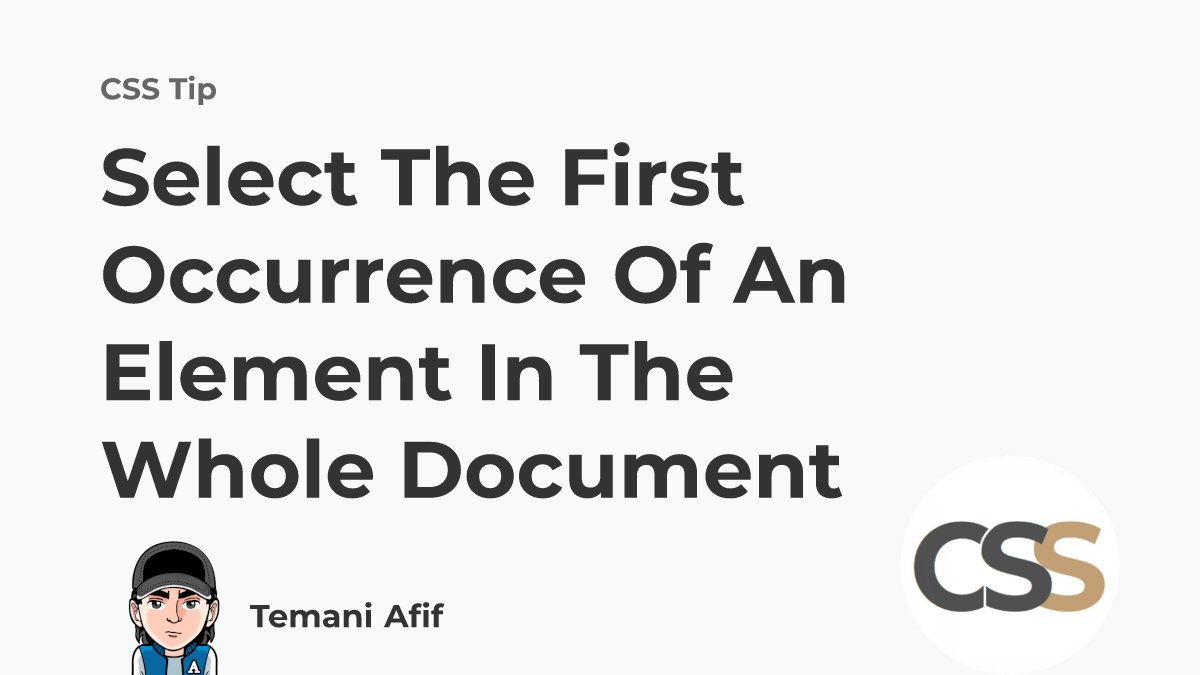 CSS Tip
Select The First
Occurrence Of An
Element In The
Whole Document
A
Temani Afif
CSS